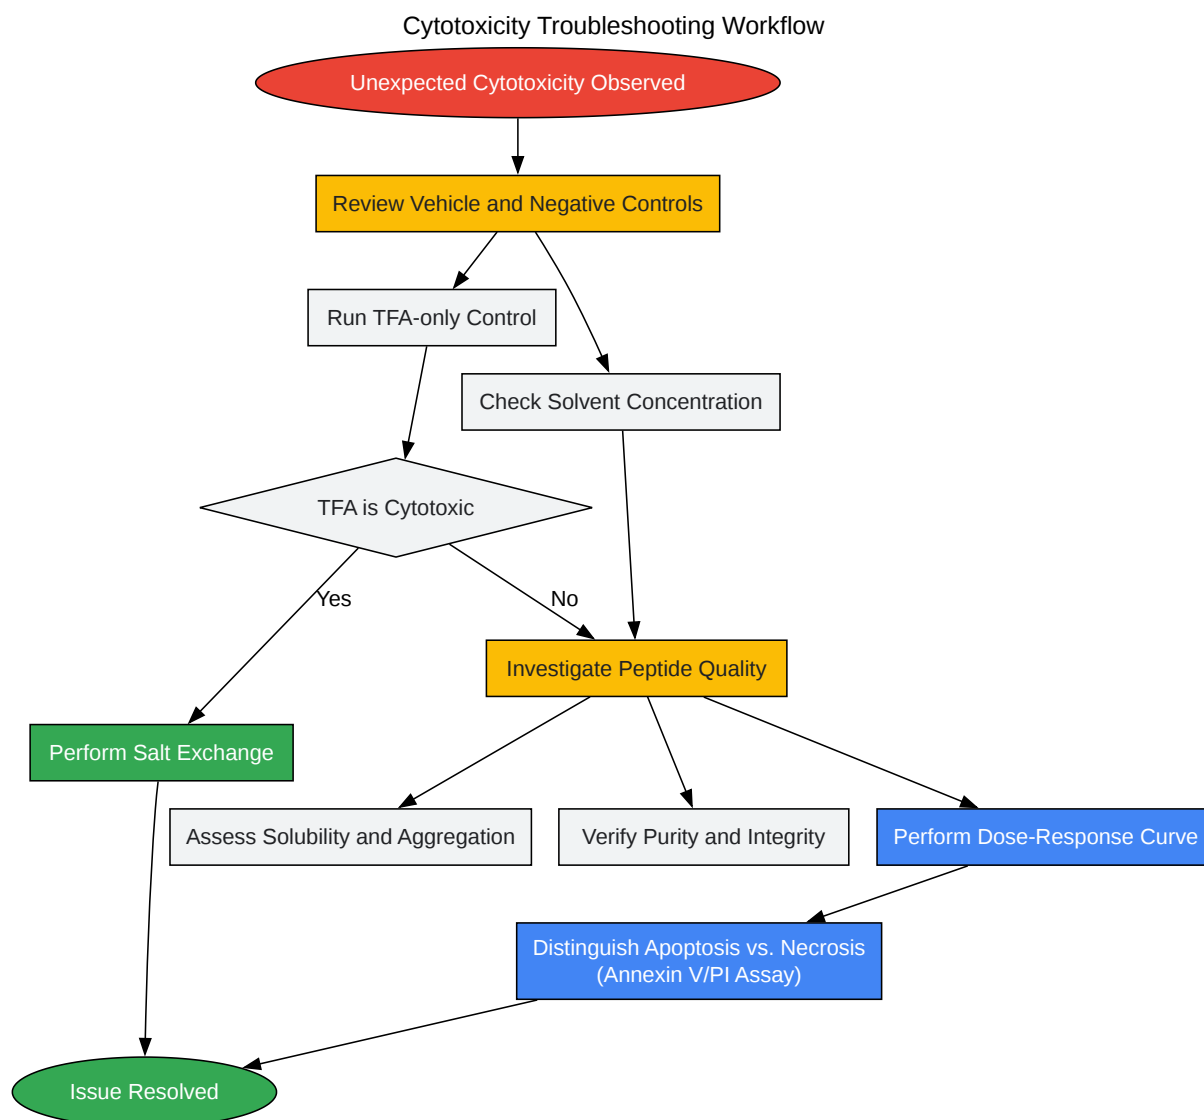 Cytotoxicity Troubleshooting Workflow
Unexpected Cytotoxicity Observed
Review Vehicle and Negative Controls
Run TFA-only Control
Check Solvent Concentration
TFA is Cytotoxic
Yes
No
Investigate Peptide Quality
Perform Salt Exchange
Assess Solubility and Aggregation
Verify Purity and Integrity
Perform Dose-Response Curve
Distinguish Apoptosis vs. Necrosis
(Annexin V/PI Assay)
Issue Resolved